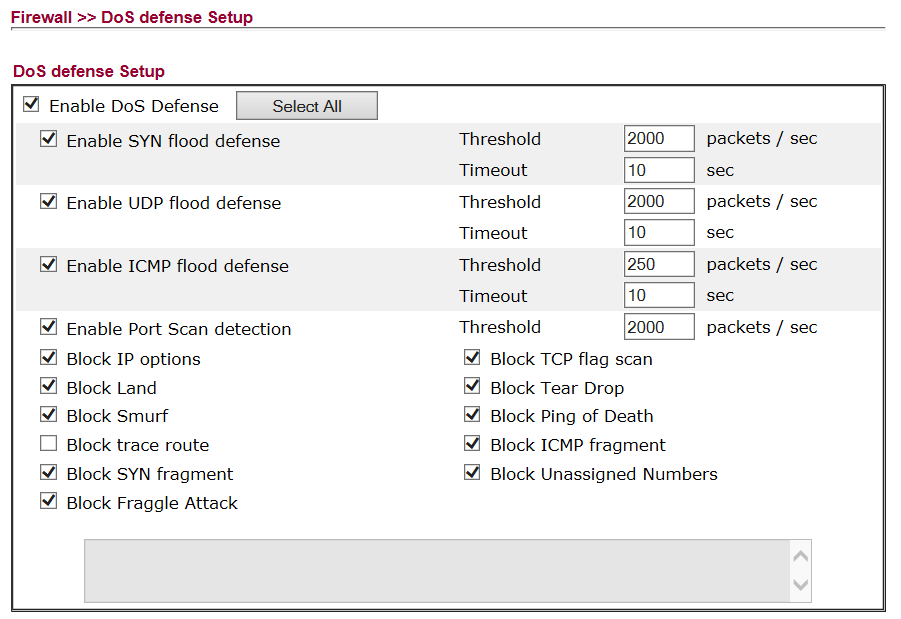 Firewall >> DoS defense Setup
DoS defense Setup
Enable DoS Defense Select All
Enable SYN flood defense Threshold 2000 packets / sec
Timeout 10 sec
Enable UDP flood defense Threshold 2000 packets / sec
Timeout 10 sec
Enable ICMP flood defense Threshold 250 packets / sec
Timeout 10 sec
Enable Port Scan detection Threshold 2000 packets / sec
Block IP options Block TCP flag scan
Block Land Block Tear Drop
Block Smurf Block Ping of Death
Block trace route Block ICMP fragment
Block SYN fragment Block Unassigned Numbers
Block Fraggle Attack